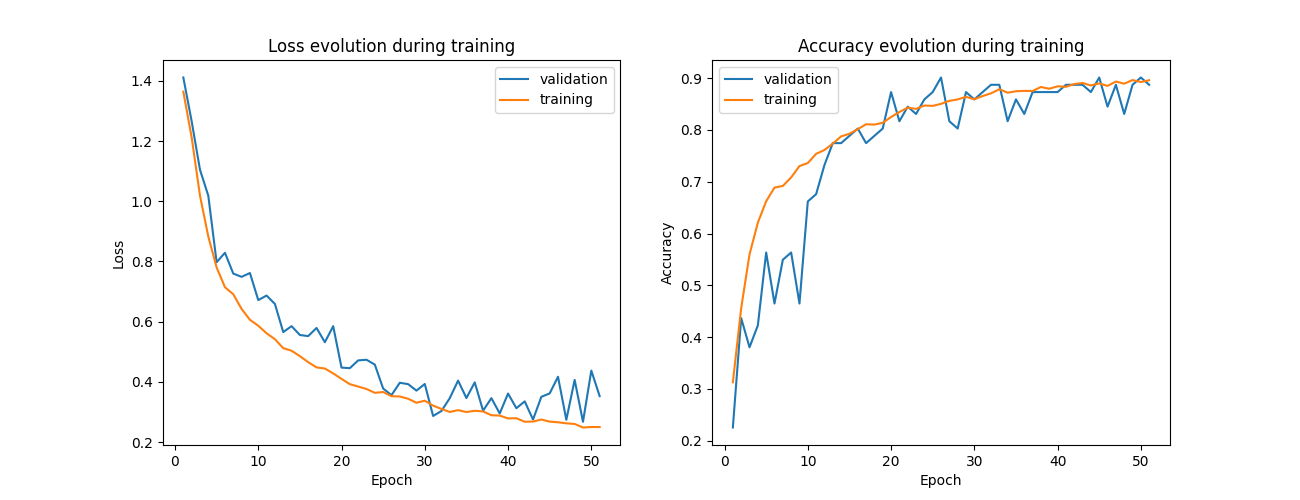 Loss evolution during training
validation
training
1.4
1.2
1.0
0.8
0.6
0.4
0.2
Loss
0 10 20 30 40 50
Epoch
Accuracy evolution during training
validation
training
0.9
0.8
0.7
0.6
0.5
0.4
0.3
0.2
Accuracy
0 10 20 30 40 50
Epoch